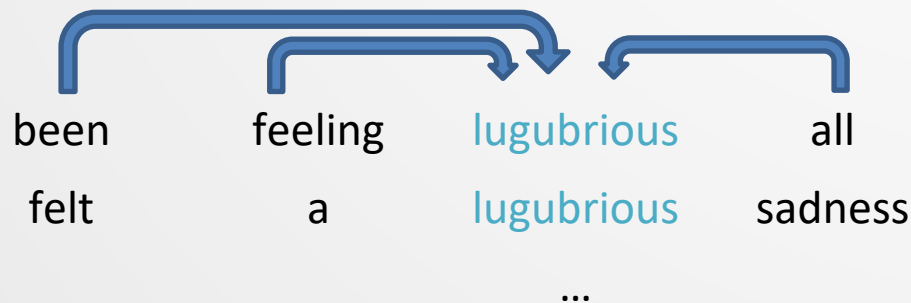 been feeling lugubrious all
felt a lugubrious sadness
...